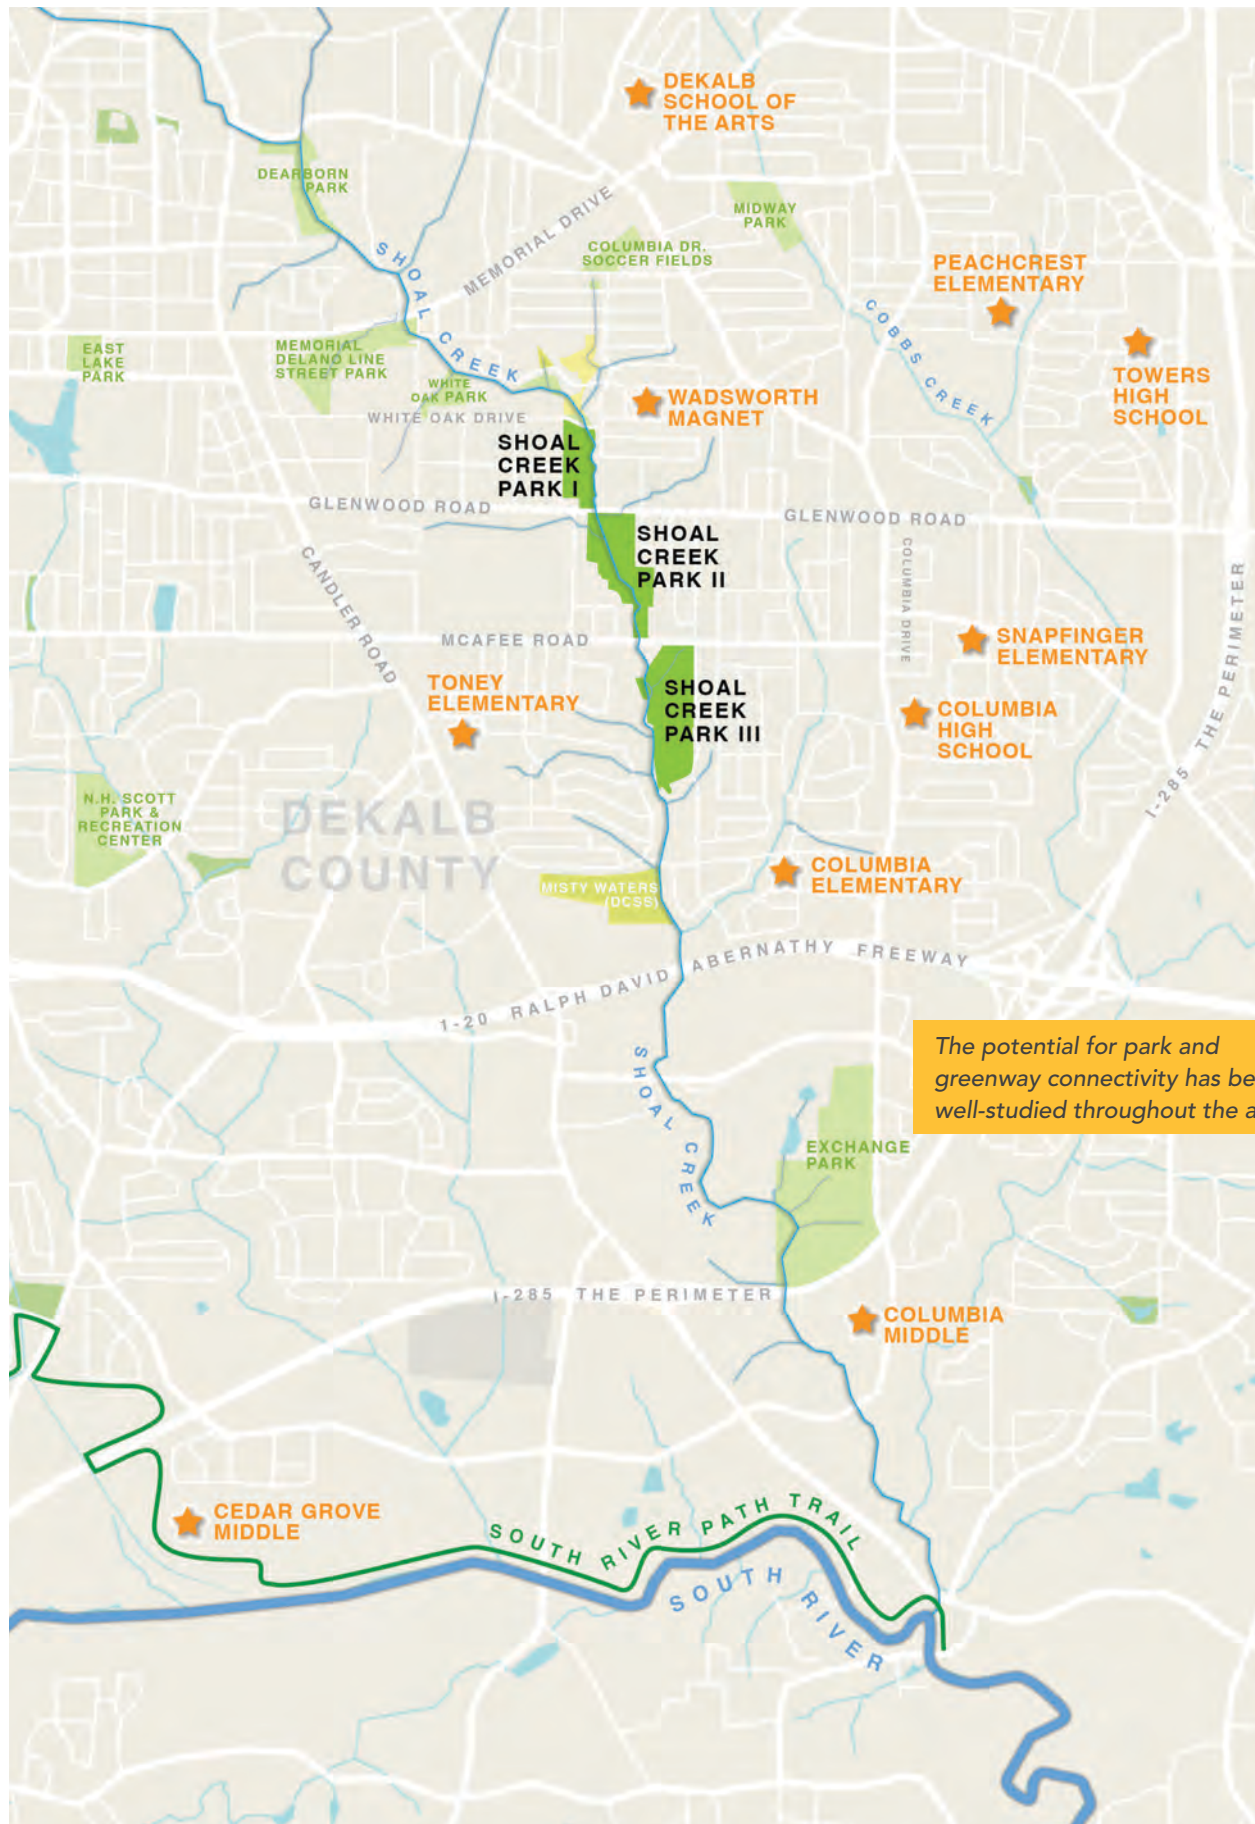 DEKALB
SCHOOL OF
THE ARTS
DEARBORN
PARK
MIDWAY
PARK
MEMORIAL DRIVE
COLUMBIA DR.
SOCCER FIELDS
SHOAL CREEK
PEACHCREST
ELEMENTARY
COBBS CREEK
EAST
LAKE
PARK
MEMORIAL
DELANO LINE
STREET PARK
TOWERS
HIGH
SCHOOL
WHITE
OAK PARK
WADSWORTH
MAGNET
WHITE OAK DRIVE
SHOAL
CREEK
PARK I
GLENWOOD ROAD
GLENWOOD ROAD
SHOAL
CREEK
PARK II
COLUMBIA DRIVE
CANDLER ROAD
I-285 THE PERIMETER
MCAFEE ROAD
SNAPFINGER
ELEMENTARY
TONEY
ELEMENTARY
SHOAL
CREEK
PARK III
COLUMBIA
HIGH
SCHOOL
N.H. SCOTT
PARK &
RECREATION
CENTER
DEKALB
COUNTY
MISTY WATERS
(DCSS)
COLUMBIA
ELEMENTARY
I-20 RALPH DAVID ABERNATHY FREEWAY
The potential for park and
greenway connectivity has be
well-studied throughout the a
SHOAL CREEK
EXCHANGE
PARK
I-285 THE PERIMETER
COLUMBIA
MIDDLE
CEDAR GROVE
MIDDLE
SOUTH RIVER PATH TRAIL
SOUTH RIVER